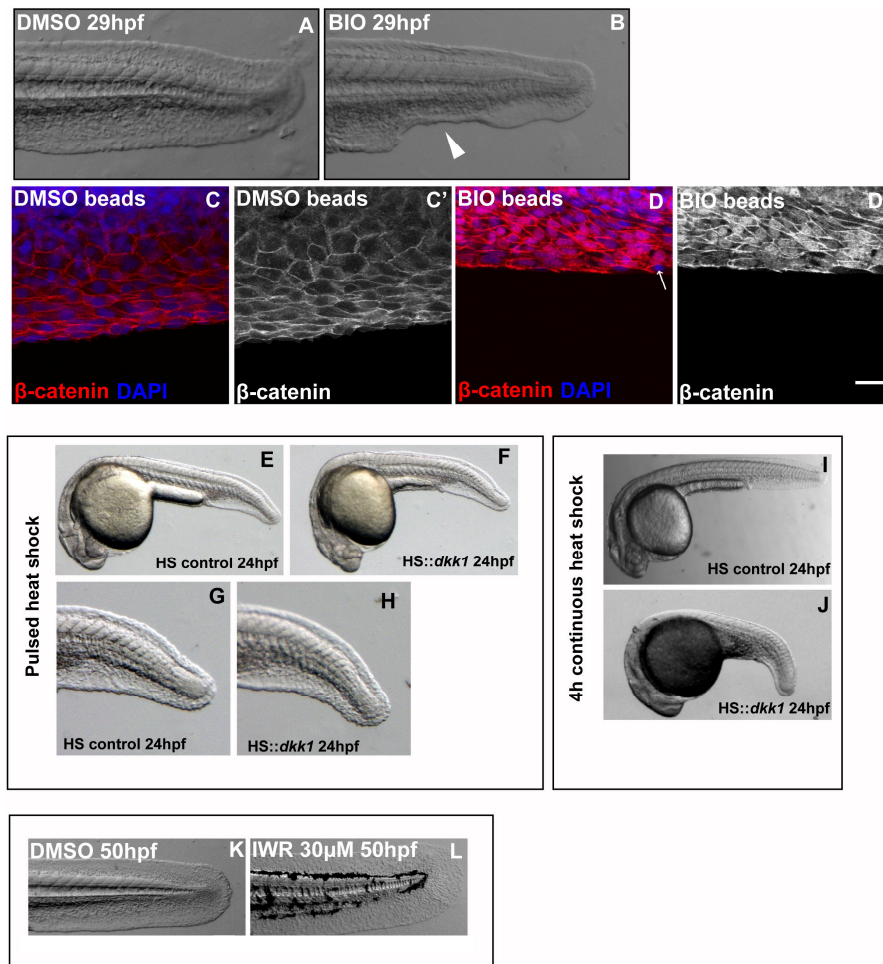 DMSO 29hpf A
BIO 29hpf B
DMSO beads C
β-catenin DAPI
DMSO beads C’
β-catenin
BIO beads D
β-catenin DAPI
BIO beads D
β-catenin
Pulsed heat shock
E
HS control 24hpf
F
HS::dkk1 24hpf
G
HS control 24hpf
H
HS::dkk1 24hpf
4h continuous heat shock
I
HS control 24hpf
J
HS::dkk1 24hpf
DMSO 50hpf K
IWR 30µM 50hpf L